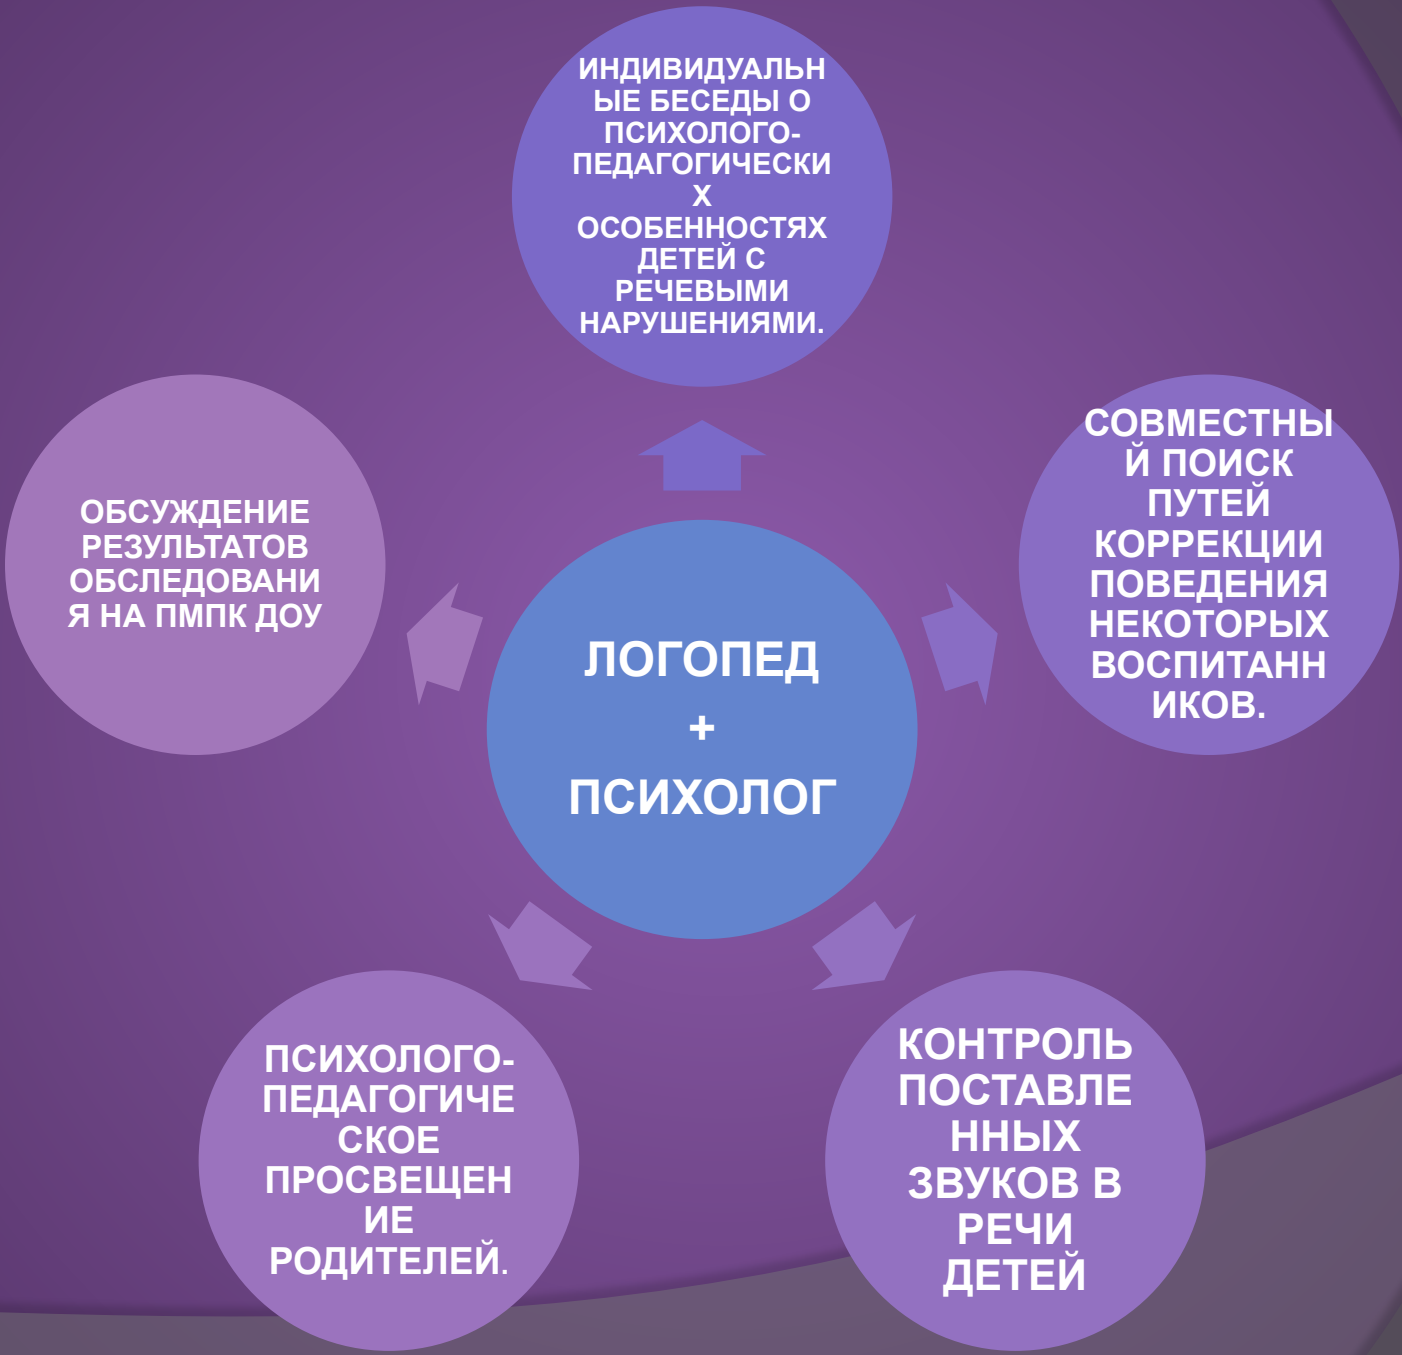 ИНДИВИДУАЛЬН
ЫЕ БЕСЕДЫ О
ПСИХОЛОГО-
ПЕДАГОГИЧЕСКИ
Х
ОСОБЕННОСТЯХ
ДЕТЕЙ С
РЕЧЕВЫМИ
НАРУШЕНИЯМИ.
СОВМЕСТНЫ
Й ПОИСК
ПУТЕЙ
КОРРЕКЦИИ
ПОВЕДЕНИЯ
НЕКОТОРЫХ
ВОСПИТАНН
ИКОВ.
ОБСУЖДЕНИЕ
РЕЗУЛЬТАТОВ
ОБСЛЕДОВАНИ
Я НА ПМПК ДОУ
ЛОГОПЕД
+
ПСИХОЛОГ
ПСИХОЛОГО-
ПЕДАГОГИЧЕ
СКОЕ
ПРОСВЕЩЕН
ИЕ
РОДИТЕЛЕЙ.
КОНТРОЛЬ
ПОСТАВЛЕ
ННЫХ
ЗВУКОВ В
РЕЧИ
ДЕТЕЙ